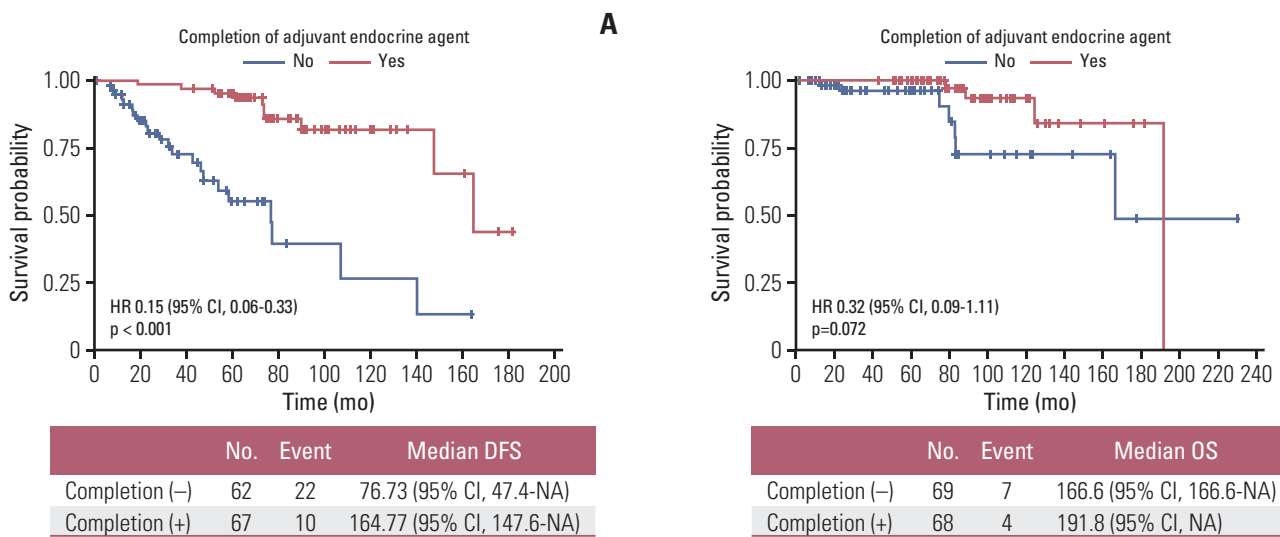 A
Completion of adjuvant endocrine agent
No Yes
Survival probability
1.00
0.75
0.50
0.25
0
HR 0.15 (95% CI, 0.06-0.33)
p < 0.001
0 20 40 60 80 100 120 140 160 180 200
Time (mo)
No. Event Median DFS
Completion (–) 62 22 76.73 (95% CI, 47.4-NA)
Completion (+) 67 10 164.77 (95% CI, 147.6-NA)
Completion of adjuvant endocrine agent
No Yes
Survival probability
1.00
0.75
0.50
0.25
0
HR 0.32 (95% CI, 0.09-1.11)
p=0.072
0 20 40 60 80 100 120 140 160 180 200 220 240
Time (mo)
No. Event Median OS
Completion (–) 69 7 166.6 (95% CI, 166.6-NA)
Completion (+) 68 4 191.8 (95% CI, NA)